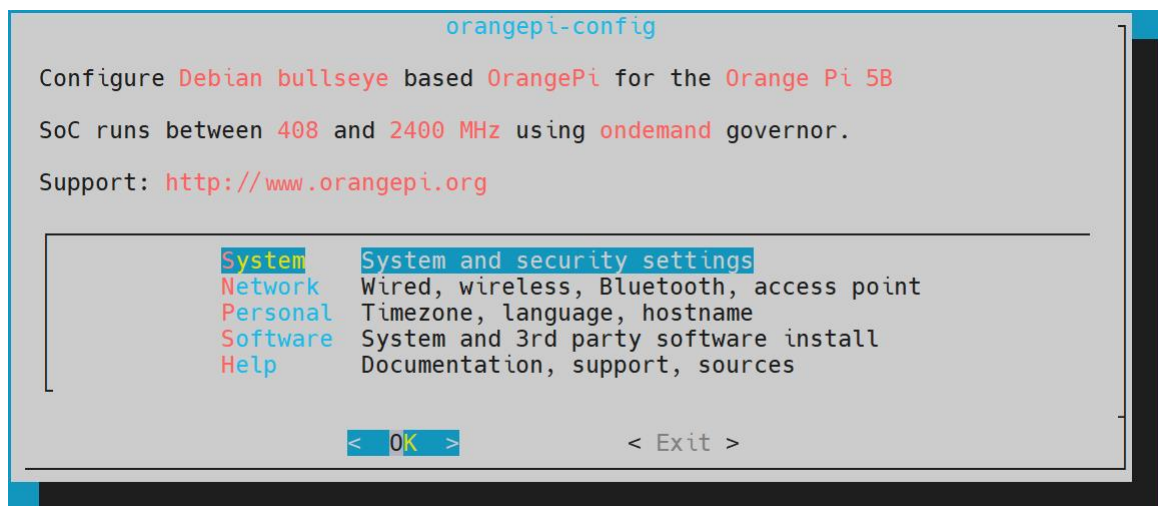 orangepi-config
Configure Debian bullseye based OrangePi for the Orange Pi 5B
SoC runs between 408 and 2400 MHz using ondemand governor.
Support: http://www.orangepi.org
System System and security settings
Network Wired, wireless, Bluetooth, access point
Personal Timezone, language, hostname
Software System and 3rd party software install
Help Documentation, support, sources
< OK > < Exit >